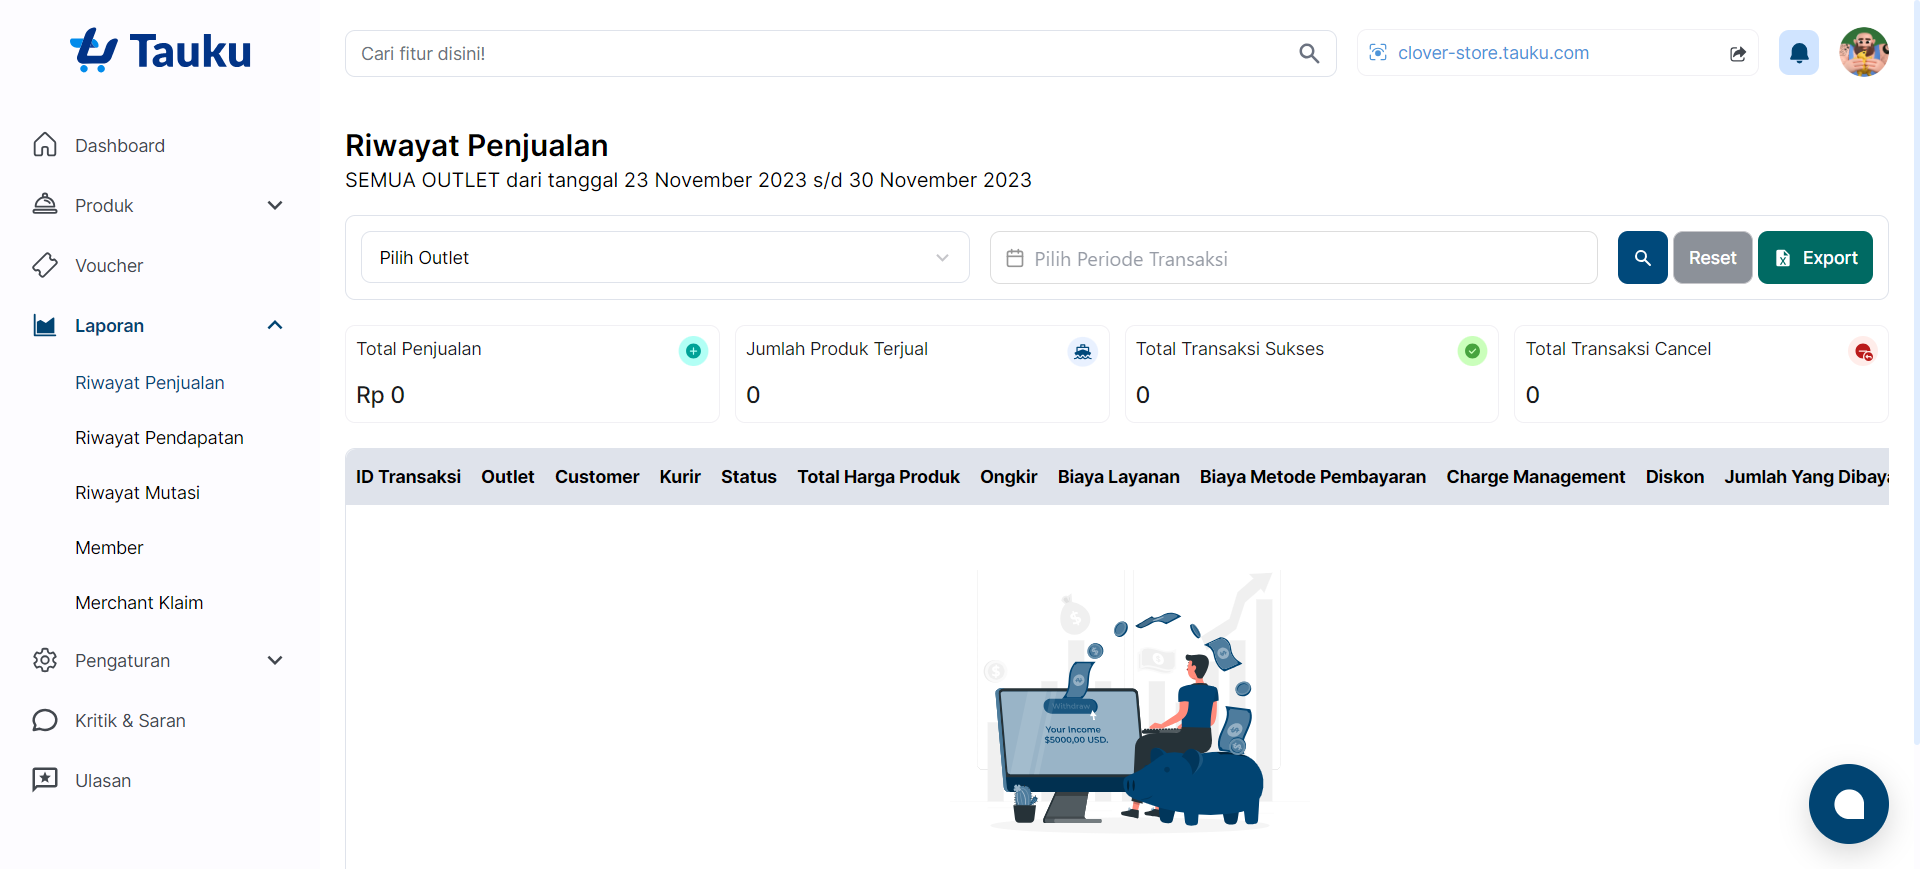 Tauku
Cari fitur disini!
clover-store.tauku.com
Dashboard
Produk
Voucher
Laporan
Riwayat Penjualan
Riwayat Pendapatan
Riwayat Mutasi
Member
Merchant Klaim
Pengaturan
Kritik & Saran
Ulasan
Riwayat Penjualan
SEMUA OUTLET dari tanggal 23 November 2023 s/d 30 November 2023
Pilih Outlet
Pilih Periode Transaksi
Reset
Export
Total Penjualan
Rp 0
Jumlah Produk Terjual
0
Total Transaksi Sukses
0
Total Transaksi Cancel
0
ID Transaksi Outlet Customer Kurir Status Total Harga Produk Ongkir Biaya Layanan Biaya Metode Pembayaran Charge Management Diskon Jumlah Yang Dibaya
Withdraw
Your Income
$5000,00 USD.